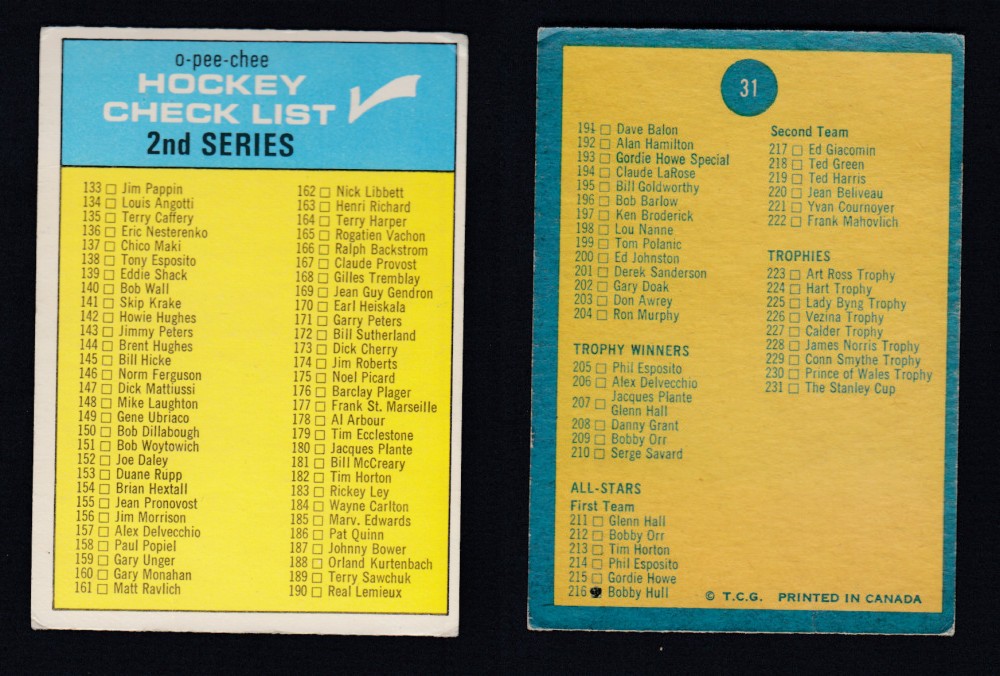 o-pee-chee
HOCKEY
CHECK LIST
2nd SERIES
133 Jim Pappin
134 Louis Angotti
135 Terry Caffery
136 Eric Nesterenko
137 Chico Maki
138 Tony Esposito
139 Eddie Shack
140 Bob Wall
141 Skip Krake
142 Howie Hughes
143 Jimmy Peters
144 Brent Hughes
145 Bill Hicke
146 Norm Ferguson
147 Dick Mattiussi
148 Mike Laughton
149 Gene Ubriaco
150 Bob Dillabough
151 Bob Woytowich
152 Joe Daley
153 Duane Rupp
154 Brian Hextall
155 Jean Pronovost
156 Jim Morrison
157 Alex Delvecchio
158 Paul Popiel
159 Gary Unger
160 Gary Monahan
161 Matt Ravlich
162 Nick Libbett
163 Henri Richard
164 Terry Harper
165 Rogatien Vachon
166 Ralph Backstrom
167 Claude Provost
168 Gilles Tremblay
169 Jean Guy Gendron
170 Earl Heiskala
171 Garry Peters
172 Bill Sutherland
173 Dick Cherry
174 Jim Roberts
175 Noel Picard
176 Barclay Plager
177 Frank St. Marseille
178 Al Arbour
179 Tim Ecclestone
180 Jacques Plante
181 Bill McCreary
182 Tim Horton
183 Rickey Ley
184 Wayne Carlton
185 Marv. Edwards
186 Pat Quinn
187 Johnny Bower
188 Orland Kurtenbach
189 Terry Sawchuk
190 Real Lemieux
31
191 Dave Balon
192 Alan Hamilton
193 Gordie Howe Special
194 Claude LaRose
195 Bill Goldworthy
196 Bob Barlow
197 Ken Broderick
198 Lou Nanne
199 Tom Polanic
200 Ed Johnston
201 Derek Sanderson
202 Gary Doak
203 Don Awrey
204 Ron Murphy
TROPHY WINNERS
205 Phil Esposito
206 Alex Delvecchio
207 Jacques Plante
Glenn Hall
208 Danny Grant
209 Bobby Orr
210 Serge Savard
ALL-STARS
First Team
211 Glenn Hall
212 Bobby Orr
213 Tim Horton
214 Phil Esposito
215 Gordie Howe
216 Bobby Hull
Second Team
217 Ed Giacomin
218 Ted Green
219 Ted Harris
220 Jean Beliveau
221 Yvan Cournoyer
222 Frank Mahovlich
TROPHIES
223 Art Ross Trophy
224 Hart Trophy
225 Lady Byng Trophy
226 Vezina Trophy
227 Calder Trophy
228 James Norris Trophy
229 Conn Smythe Trophy
230 Prince of Wales Trophy
231 The Stanley Cup
© T.C.G. PRINTED IN CANADA